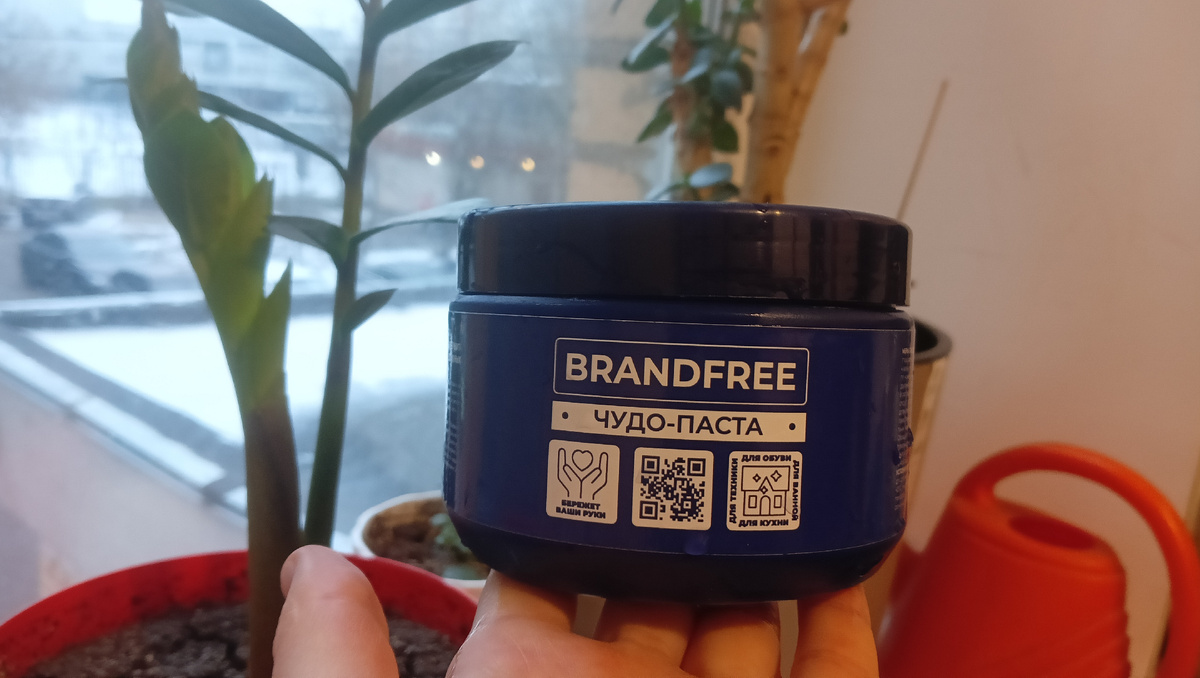 BRANDFREE
• ЧУДО-ПАСТА •
БЕРЕЖЕТ
ВАШИ РУКИ
ДЛЯ ОБУВИ
ДЛЯ ТЕХНИКИ
ДЛЯ ВАННОЙ
ДЛЯ КУХНИ